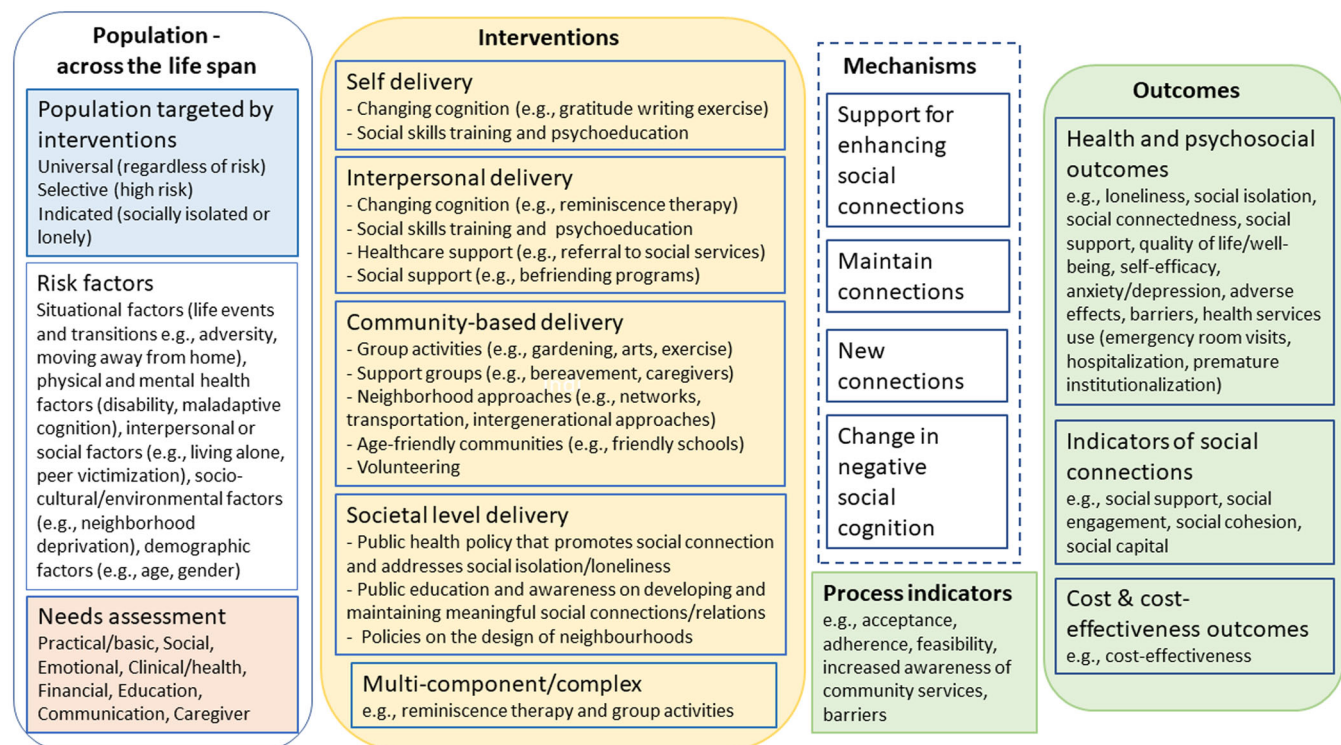 Population -
across the life span
Population targeted by
interventions
Universal (regardless of risk)
Selective (high risk)
Indicated (socially isolated or
lonely)
Risk factors
Situational factors (life events
and transitions e.g., adversity,
moving away from home),
physical and mental health
factors (disability, maladaptive
cognition), interpersonal or
social factors (e.g., living alone,
peer victimization), socio-
cultural/environmental factors
(e.g., neighborhood
deprivation), demographic
factors (e.g., age, gender)
Needs assessment
Practical/basic, Social,
Emotional, Clinical/health,
Financial, Education,
Communication, Caregiver
Interventions
Self delivery
- Changing cognition (e.g., gratitude writing exercise)
- Social skills training and psychoeducation
Interpersonal delivery
- Changing cognition (e.g., reminiscence therapy)
- Social skills training and psychoeducation
- Healthcare support (e.g., referral to social services)
- Social support (e.g., befriending programs)
Community-based delivery
- Group activities (e.g., gardening, arts, exercise)
- Support groups (e.g., bereavement, caregivers)
- Neighborhood approaches (e.g., networks,
transportation, intergenerational approaches)
- Age-friendly communities (e.g., friendly schools)
- Volunteering
Societal level delivery
- Public health policy that promotes social connection
and addresses social isolation/loneliness
- Public education and awareness on developing and
maintaining meaningful social connections/relations
- Policies on the design of neighbourhoods
Multi-component/complex
e.g., reminiscence therapy and group activities
Mechanisms
Support for
enhancing
social
connections
Maintain
connections
New
connections
Change in
negative
social
cognition
Process indicators
e.g., acceptance,
adherence, feasibility,
increased awareness of
community services,
barriers
Outcomes
Health and psychosocial
outcomes
e.g., loneliness, social isolation,
social connectedness, social
support, quality of life/well-
being, self-efficacy,
anxiety/depression, adverse
effects, barriers, health services
use (emergency room visits,
hospitalization, premature
institutionalization)
Indicators of social
connections
e.g., social support, social
engagement, social cohesion,
social capital
Cost & cost-
effectiveness outcomes
e.g., cost-effectiveness